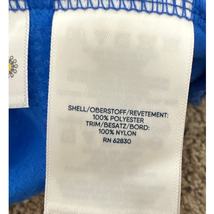 SHELL/OBERSTOFF/REVETEMENT:
100% POLYESTER
TRIM/BESATZ/BORD:
100% NYLON
RN 62830